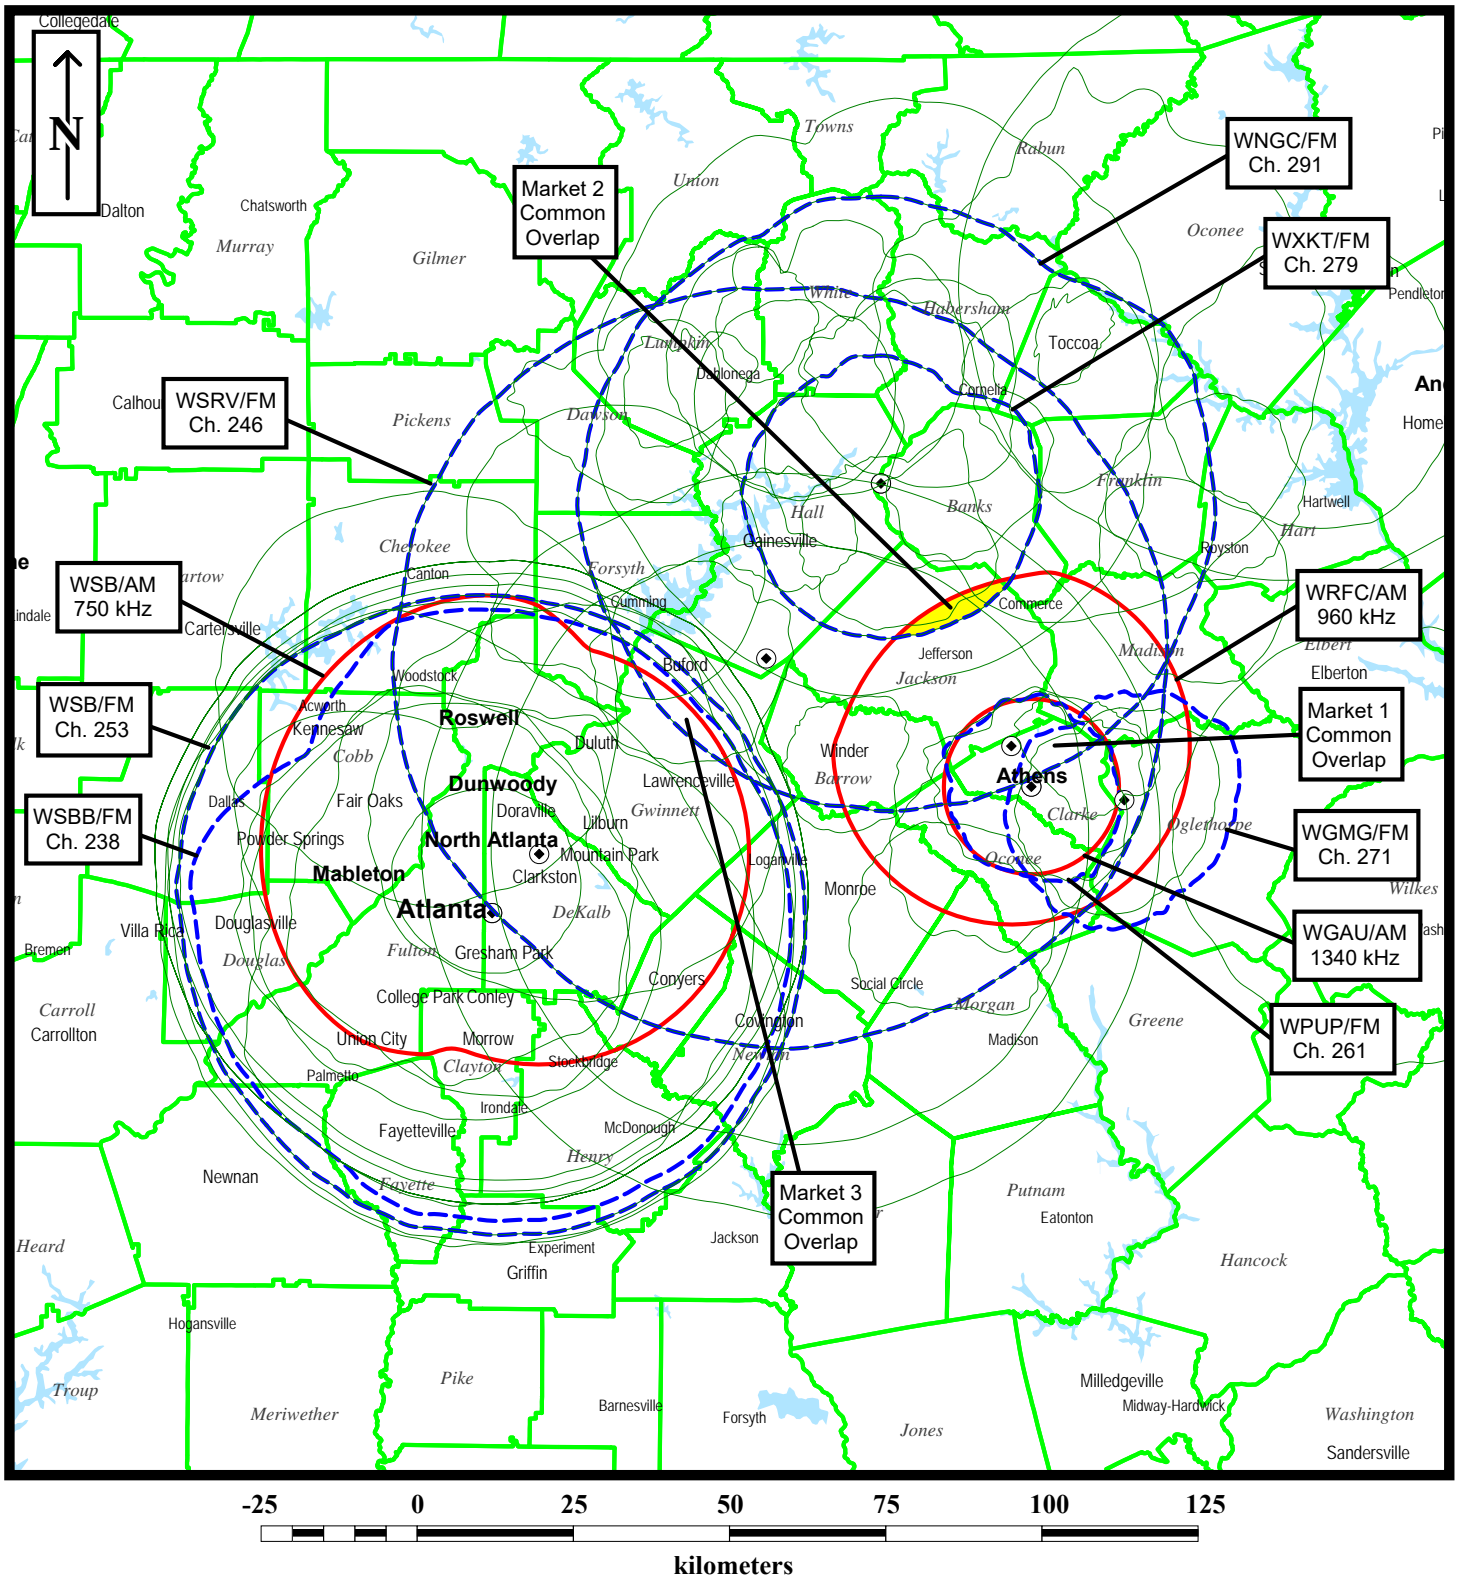 Collegedale
N
Dalton
Chatsworth
Murray
Gilmer
Union
Towns
Rabun
Oconee
Pendleton
Market 2
Common
Overlap
WNGC/FM
Ch. 291
WXKT/FM
Ch. 279
White
Habersham
Toccoa
Lumpkin
Dahlonega
Cornelia
WSRV/FM
Ch. 246
Calhou
Pickens
Dawson
Home
Hall
Banks
Franklin
Hartwell
Hart
Gainesville
Royston
Cherokee
Canton
Forsyth
artow
Cumming
Commerce
WSB/AM
750 kHz
WRFC/AM
960 kHz
Lindale
Cartersville
Jefferson
Jackson
Madison
Elbert
Elberton
Buford
Woodstock
WSB/FM
Ch. 253
Acworth
Kennesaw
Roswell
Cobb
Duluth
Winder
Barrow
Market 1
Common
Overlap
Athens
Dunwoody
Lawrenceville
Gwinnett
Doraville
Lilburn
Dallas
Fair Oaks
WSBB/FM
Ch. 238
Powder Springs
North Atlanta
Mountain Park
Clarkston
Loganville
Clarke
Oglethorpe
WGMG/FM
Ch. 271
Oconee
Mableton
Monroe
Wilkes
Atlanta
DeKalb
Villa Rica
Douglasville
Bremen
Douglas
Fulton
Gresham Park
WGAU/AM
1340 kHz
ash
Conyers
Social Circle
Morgan
College Park
Conley
Carroll
Carrollton
Union City
Morrow
Covington
Newton
Madison
Greene
WPUP/FM
Ch. 261
Clayton
Stockbridge
Palmetto
Irondale
Fayetteville
McDonough
Henry
Newnan
Fayette
Market 3
Common
Overlap
Putnam
Eatonton
Jackson
Experiment
Griffin
Heard
Hancock
Hogansville
Troup
Pike
Meriwether
Barnesville
Forsyth
Jones
Milledgeville
Midway-Hardwick
Washington
Sandersville
-25 0 25 50 75 100 125
kilometers